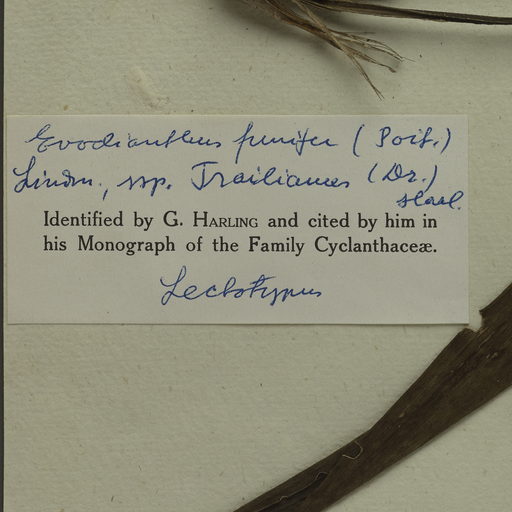 Evodianthus funifer (Poit.)
Lindm., ssp. Trailianus (Dr.)
Harl.
Identified by G. HARLING and cited by him in
his Monograph of the Family Cyclanthaceæ.
Lectotypus